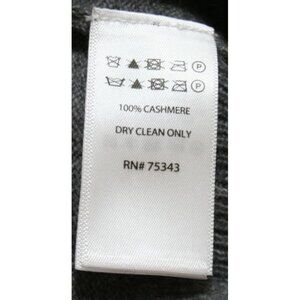 100% CASHMERE
DRY CLEAN ONLY
RN# 75343